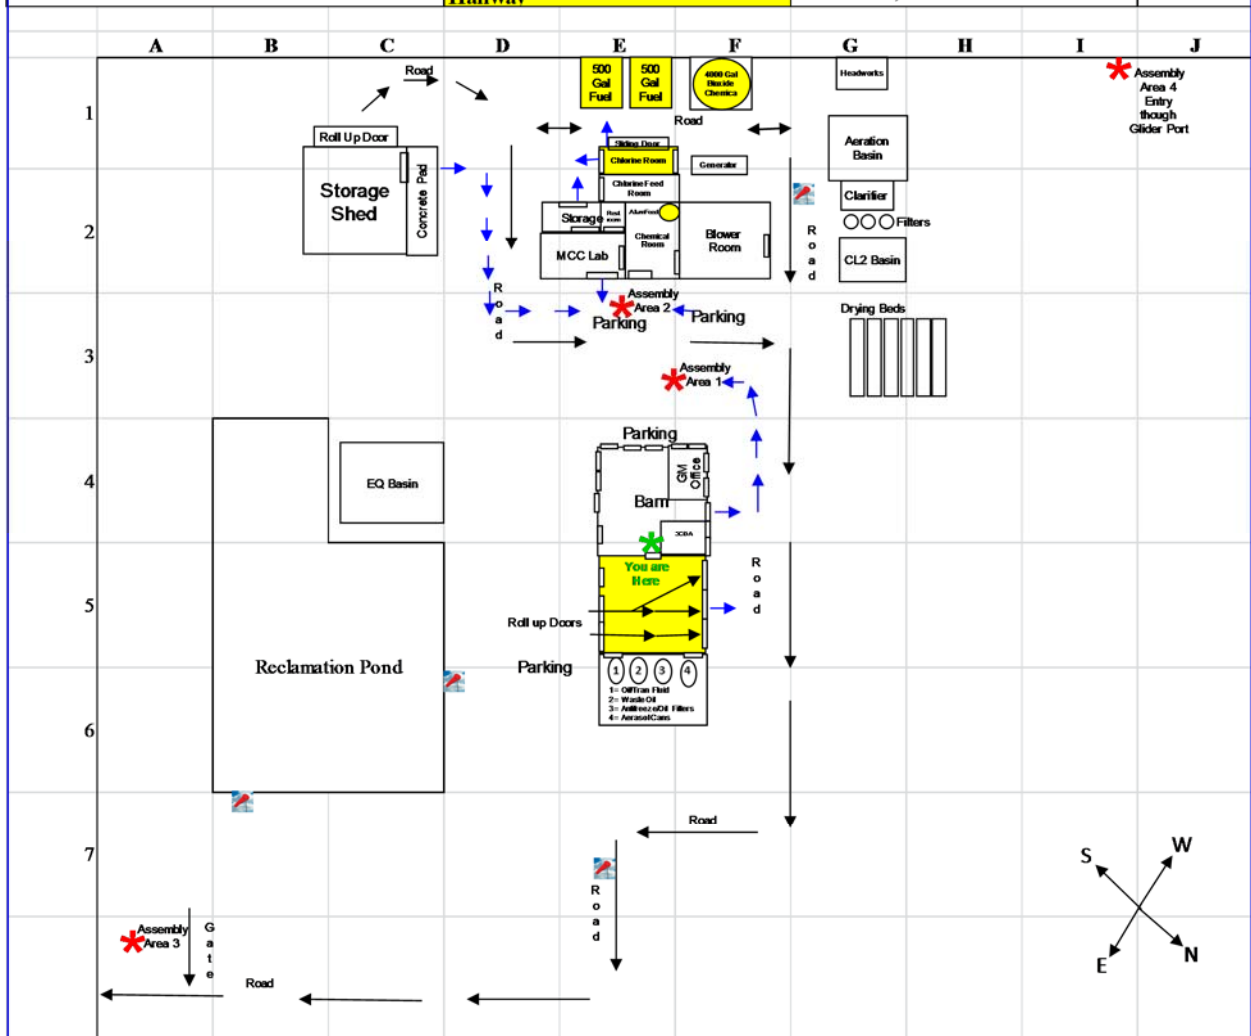 Hallway
A B C D E F G H I J
1
2
3
4
5
6
7
Road
Roll Up Door
Storage
Shed
Concrete Pad
500
Gal
Fuel
500
Gal
Fuel
4000 Gal
Bioxide
Chemica
Road
Sliding Door
Chlorine Room
Generator
Chlorine Feed
Room
Storage
Rest
room
Alum Feed
Chemical
Room
MCC Lab
Blower
Room
Headworks
Aeration
Basin
Clarifier
Filters
CL2 Basin
Drying Beds
Road
Assembly
Area 4
Entry
though
Glider Port
Road
Assembly
Area 2
Parking
Parking
Assembly
Area 1
Parking
GM
Office
Barn
You are
Here
Road
Roll up Doors
Parking
1 2 3 4
1= Oil/Tran Fluid
2= Waste Oil
3= Antifreeze/Oil Filters
4= Aerosol Cans
EQ Basin
Reclamation Pond
Road
Road
Assembly
Area 3
Gate
Road
S W
E N